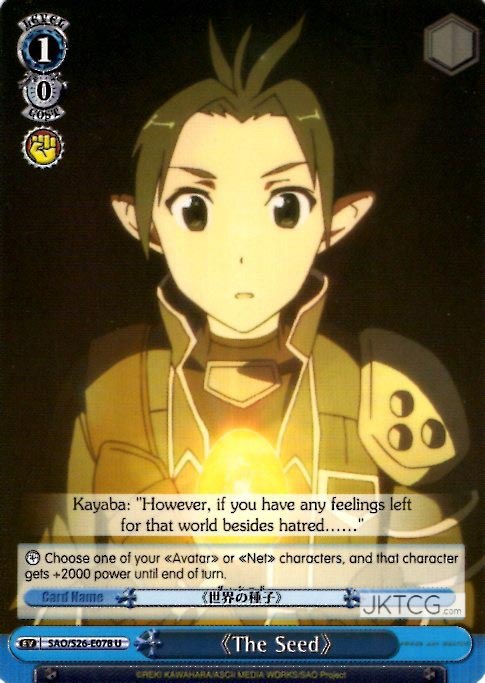 LEVEL
1
0
COST
Kayaba: "However, if you have any feelings left
for that world besides hatred……"
Choose one of your «Avatar» or «Net» characters, and that character
gets +2000 power until end of turn.
Card Name
《世界の種子》
JKTCG.com
EV
SAO/S26-E078 U
《The Seed》
©REKI KAWAHARA/ASCII MEDIA WORKS/SAO Project